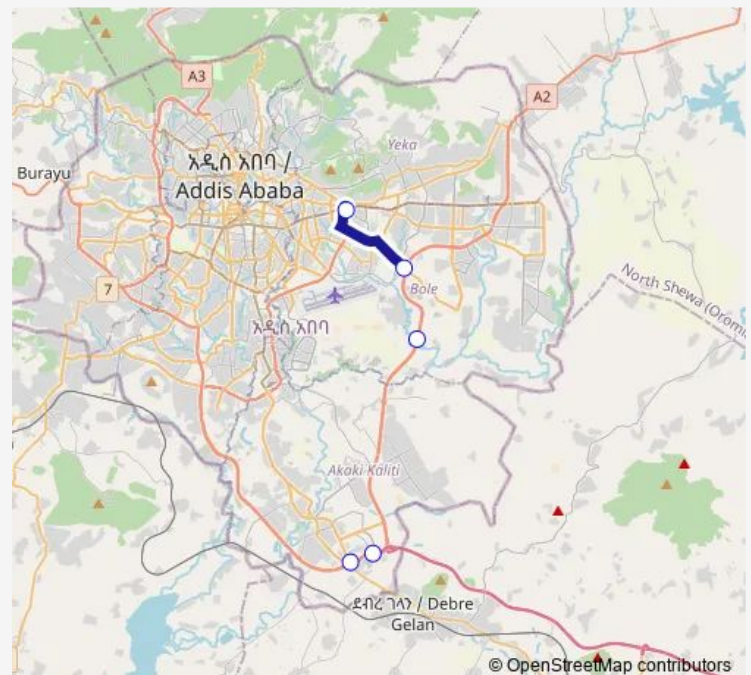 A3
A2
Yeka
Burayu
አዲስ አበባ /
Addis Ababa
7
Bole
North Shewa (Oromi
አዲስ አበባ
Akaki Kaliti
ደብረ ገላን / Debre
Gelan
© OpenStreetMap contributors